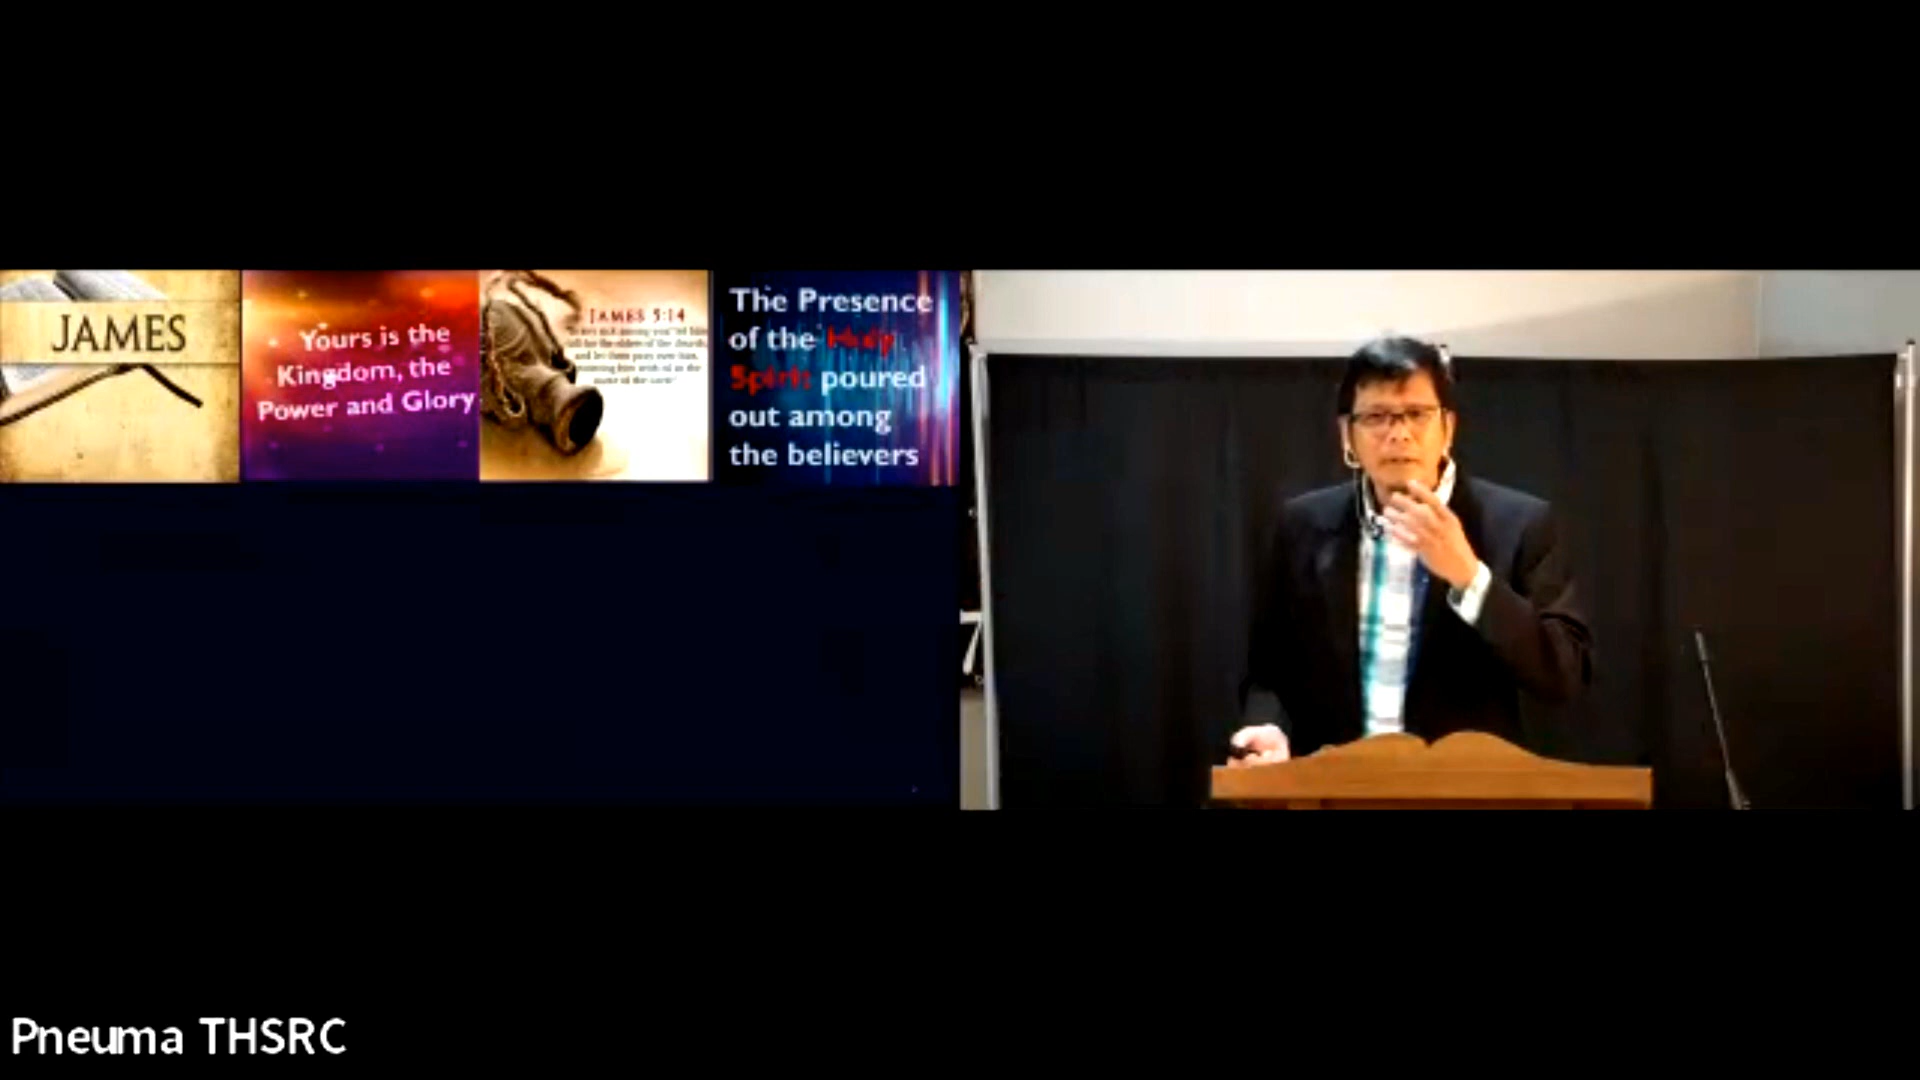 JAMES
Yours is the
Kingdom, the
Power and Glory
JAMES 5:14
The Presence
of the Holy
Spirit poured
out among
the believers
7
Pneuma THSRC